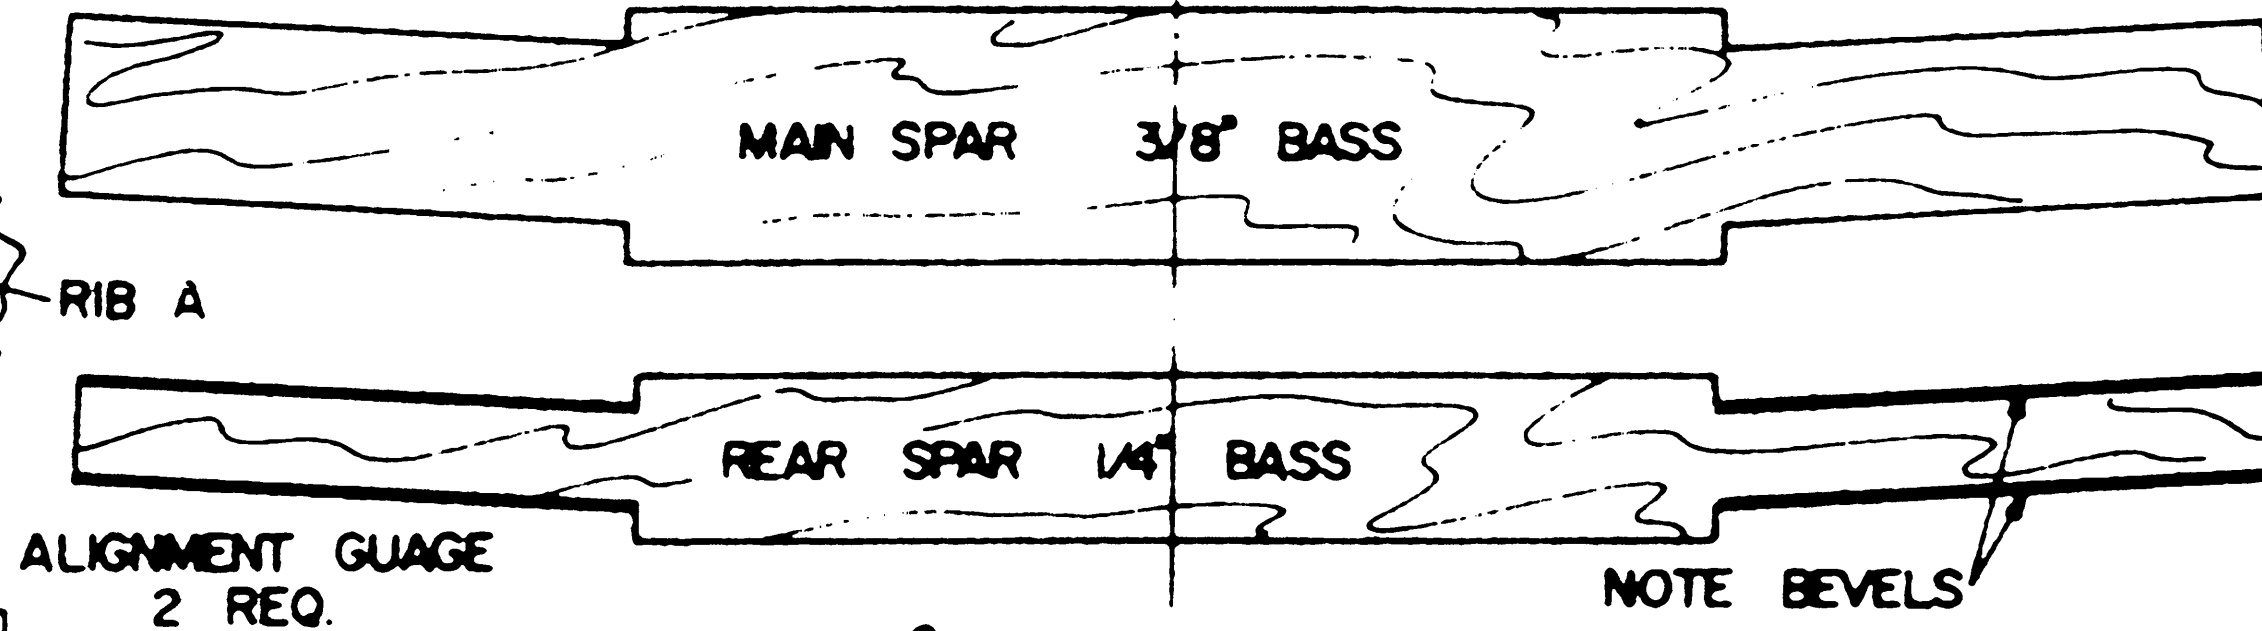 MAIN SPAR 3/8" BASS
RIB A
REAR SPAR 1/4" BASS
ALIGNMENT GUAGE
2 REQ.
NOTE BEVELS